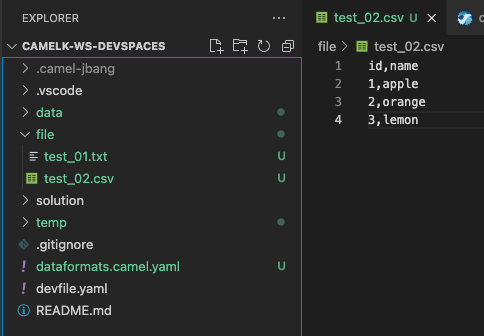 EXPLORER
CAMELK-WS-DEVSPACES
.camel-jbang
.vscode
data
file
test_01.txt U
test_02.csv U
solution
temp
.gitignore
dataformats.camel.yaml U
devfile.yaml
README.md
test_02.csv U
file > test_02.csv
1 id,name
2 1,apple
3 2,orange
4 3,lemon